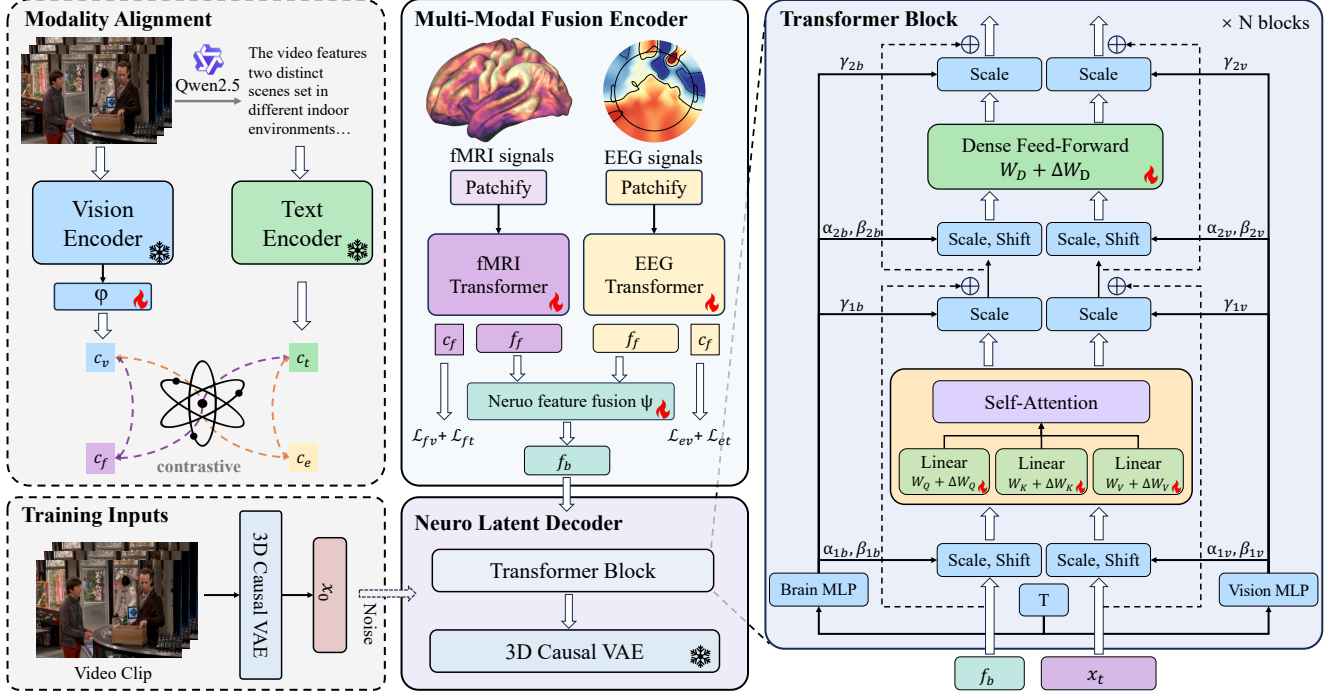 Modality Alignment
Qwen2.5
The video features
two distinct
scenes set in
different indoor
environments…
Vision
Encoder
Text
Encoder
φ
c_v
c_t
c_f
c_e
contrastive
Training Inputs
Video Clip
3D Causal VAE
x_0
Noise
Multi-Modal Fusion Encoder
fMRI signals
EEG signals
Patchify
Patchify
fMRI
Transformer
EEG
Transformer
c_f
f_f
f_f
c_f
Neruo feature fusion ψ
ℒ_fv + ℒ_ft
ℒ_ev + ℒ_et
f_b
Neuro Latent Decoder
Transformer Block
3D Causal VAE
Transformer Block
× N blocks
γ_2b
Scale
Scale
γ_2v
Dense Feed-Forward
W_D + ΔW_D
α_2b, β_2b
Scale, Shift
Scale, Shift
α_2v, β_2v
γ_1b
Scale
Scale
γ_1v
Self-Attention
Linear
W_Q + ΔW_Q
Linear
W_K + ΔW_K
Linear
W_V + ΔW_V
α_1b, β_1b
Scale, Shift
Scale, Shift
α_1v, β_1v
Brain MLP
T
Vision MLP
f_b
x_t